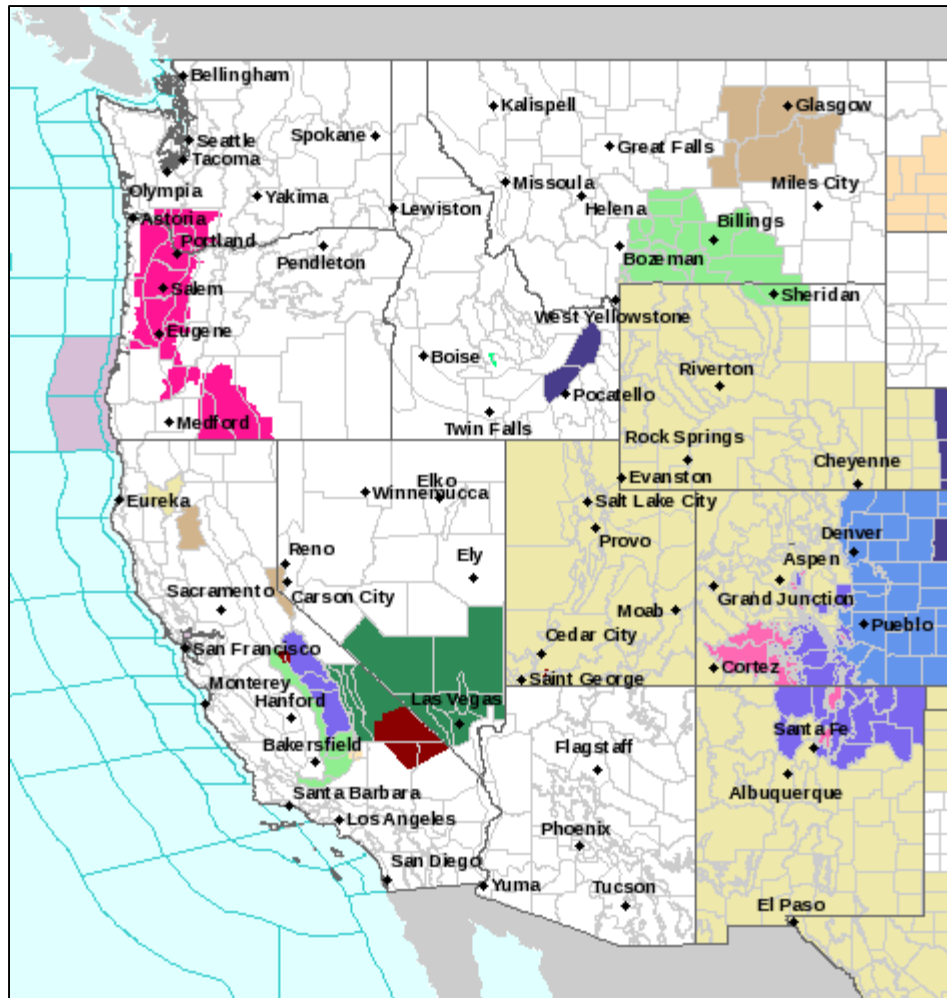 Bellingham
Kalispell
Glasgow
Seattle
Spokane
Great Falls
Tacoma
Olympia
Missoula
Miles City
Yakima
Helena
Lewiston
Astoria
Billings
Portland
Bozeman
Pendleton
Salem
Sheridan
West Yellowstone
Eugene
Boise
Riverton
Pocatello
Medford
Twin Falls
Rock Springs
Cheyenne
Elko
Evanston
Winnemucca
Eureka
Salt Lake City
Denver
Provo
Reno
Ely
Aspen
Sacramento
Carson City
Grand Junction
Moab
Pueblo
Cedar City
San Francisco
Cortez
Saint George
Monterey
Hanford
Las Vegas
Santa Fe
Bakersfield
Flagstaff
Albuquerque
Santa Barbara
Los Angeles
Phoenix
San Diego
Yuma
Tucson
El Paso